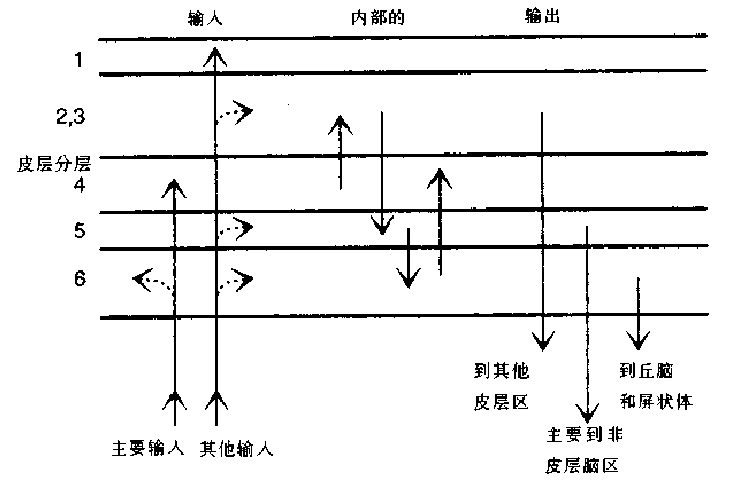 输入 内部的 输出
1
2,3
皮层分层
4
5
6
到其他
皮层区
到丘脑
和屏状体
主要输入 其他输入
主要到非
皮层脑区